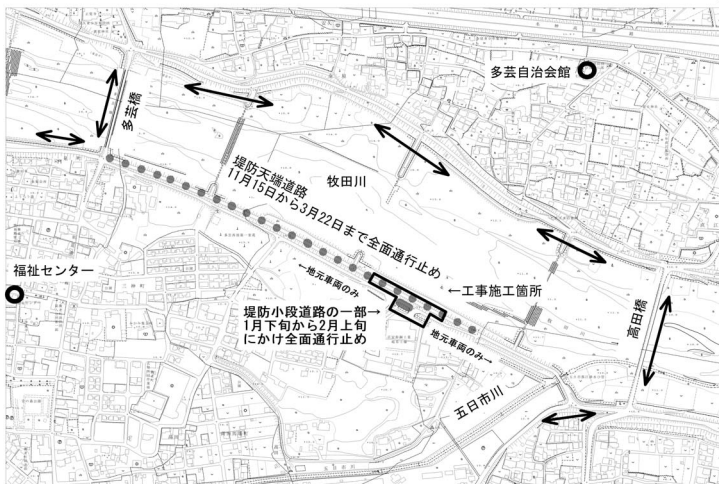 多芸自治会館
多芸橋
堤防天端道路
11月15日から3月22日まで全面通行止め
牧田川
福祉センター
←地元車両のみ
←工事施工箇所
高田橋
堤防小段道路の一部→
1月下旬から2月上旬
にかけ全面通行止め
地元車両のみ→
五日市川